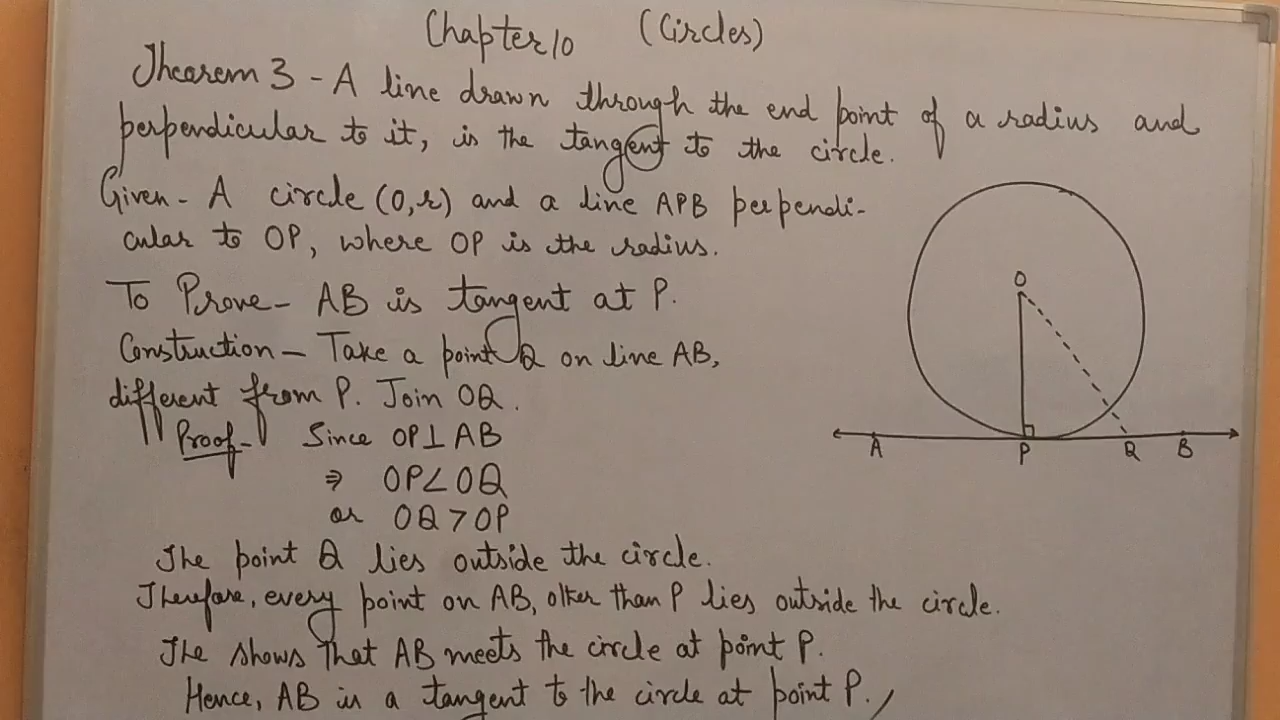 Chapter 10 (Circles)
Theorem 3 - A line drawn through the end point of a radius and
perpendicular to it, is the tangent to the circle.
Given - A circle (O,r) and a line APB perpendi-
cular to OP, where OP is the radius.
To Prove - AB is tangent at P.
Construction - Take a point Q on line AB,
different from P. Join OQ.
Proof - Since OP⊥AB
⇒ OP<OQ
or OQ>OP
The point Q lies outside the circle.
Therefore, every point on AB, other than P lies outside the circle.
The shows that AB meets the circle at point P.
Hence, AB is a tangent to the circle at point P.
O
A P Q B